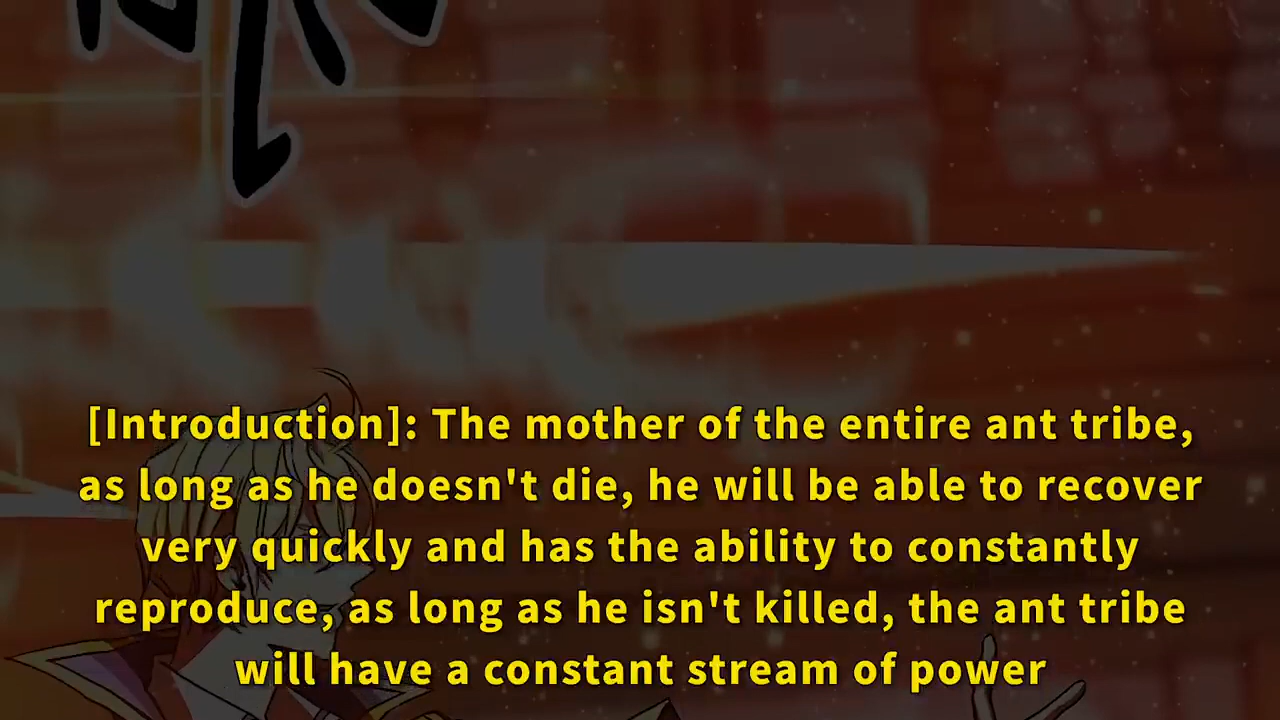 [Introduction]: The mother of the entire ant tribe,
as long as he doesn't die, he will be able to recover
very quickly and has the ability to constantly
reproduce, as long as he isn't killed, the ant tribe
will have a constant stream of power